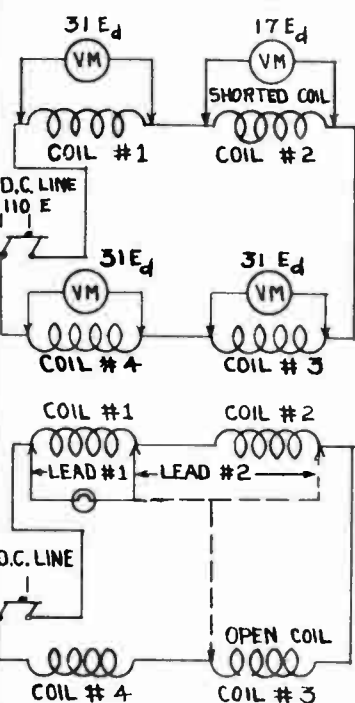 31 Ed 17 Ed
VM VM
SHORTED COIL
COIL #1 COIL #2
D.C. LINE
110 E
31 Ed 31 Ed
VM VM
COIL #4 COIL #3
COIL #1 COIL #2
LEAD #1 LEAD #2
D.C. LINE
OPEN COIL
COIL #4 COIL #3